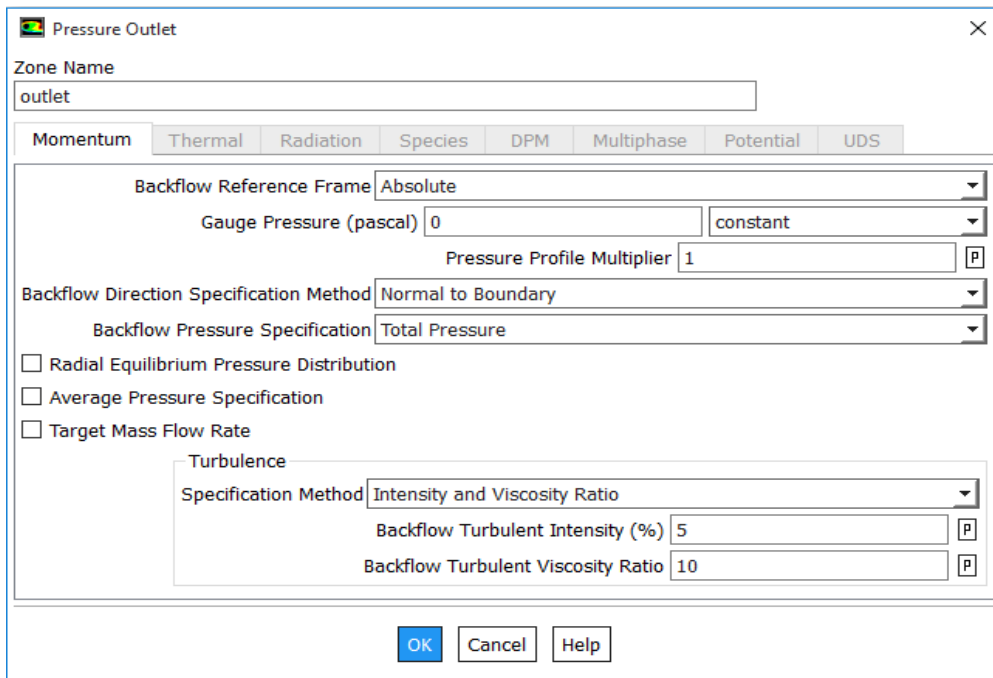 Pressure Outlet
Zone Name
outlet
Momentum Thermal Radiation Species DPM Multiphase Potential UDS
Backflow Reference Frame Absolute
Gauge Pressure (pascal) 0 constant
Pressure Profile Multiplier 1 P
Backflow Direction Specification Method Normal to Boundary
Backflow Pressure Specification Total Pressure
Radial Equilibrium Pressure Distribution
Average Pressure Specification
Target Mass Flow Rate
Turbulence
Specification Method Intensity and Viscosity Ratio
Backflow Turbulent Intensity (%) 5 P
Backflow Turbulent Viscosity Ratio 10 P
OK Cancel Help